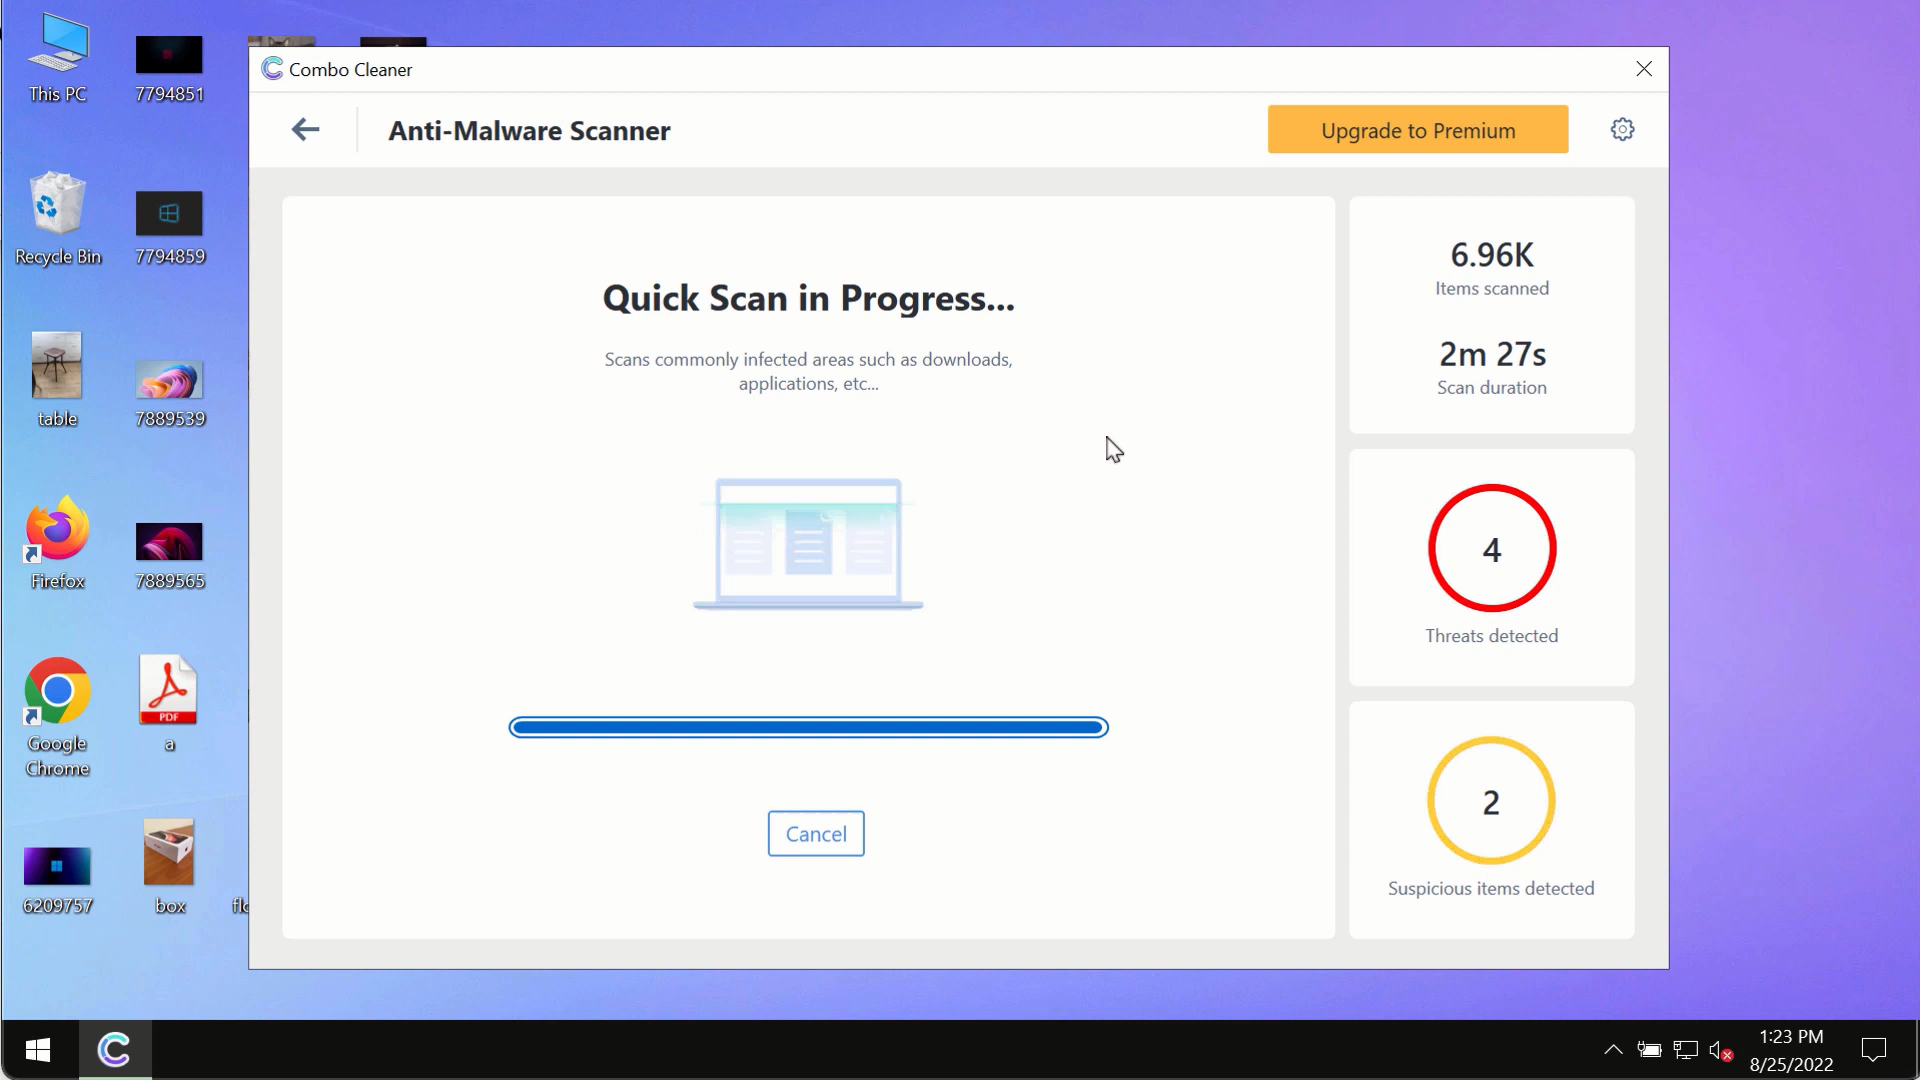 This PC
7794851
Recycle Bin
7794859
table
7889539
Firefox
7889565
Google
Chrome
PDF
a
6209757
box
Combo Cleaner
Anti-Malware Scanner
Upgrade to Premium
Quick Scan in Progress...
Scans commonly infected areas such as downloads,
applications, etc...
Cancel
6.96K
Items scanned
2m 27s
Scan duration
4
Threats detected
2
Suspicious items detected
1:23 PM
8/25/2022